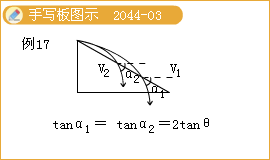 手写板图示 2044-03
例17
V₂ α₂ V₁
α₁
tanα₁＝ tanα₂=2tanθ